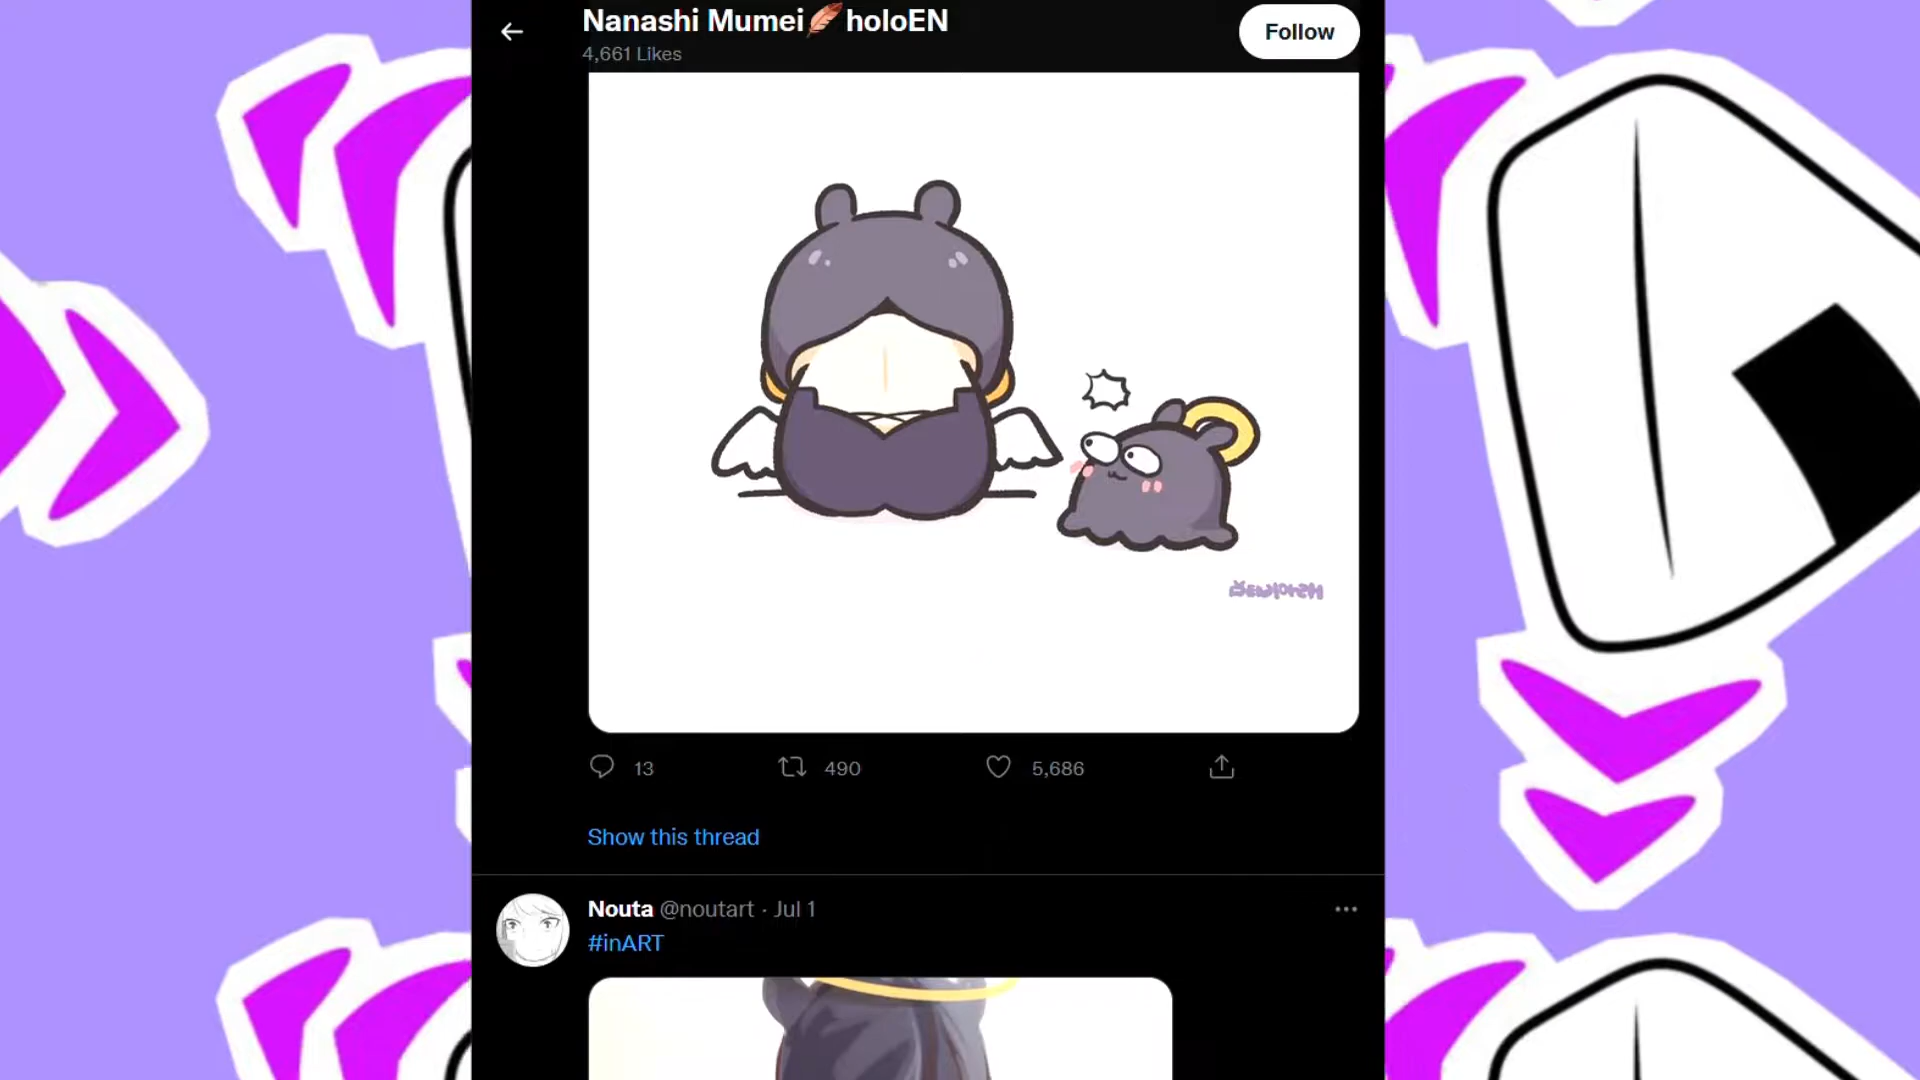 Nanashi Mumei🪶holoEN
4,661 Likes
Follow
13
490
5,686
Show this thread
Nouta @noutart · Jul 1
#inART